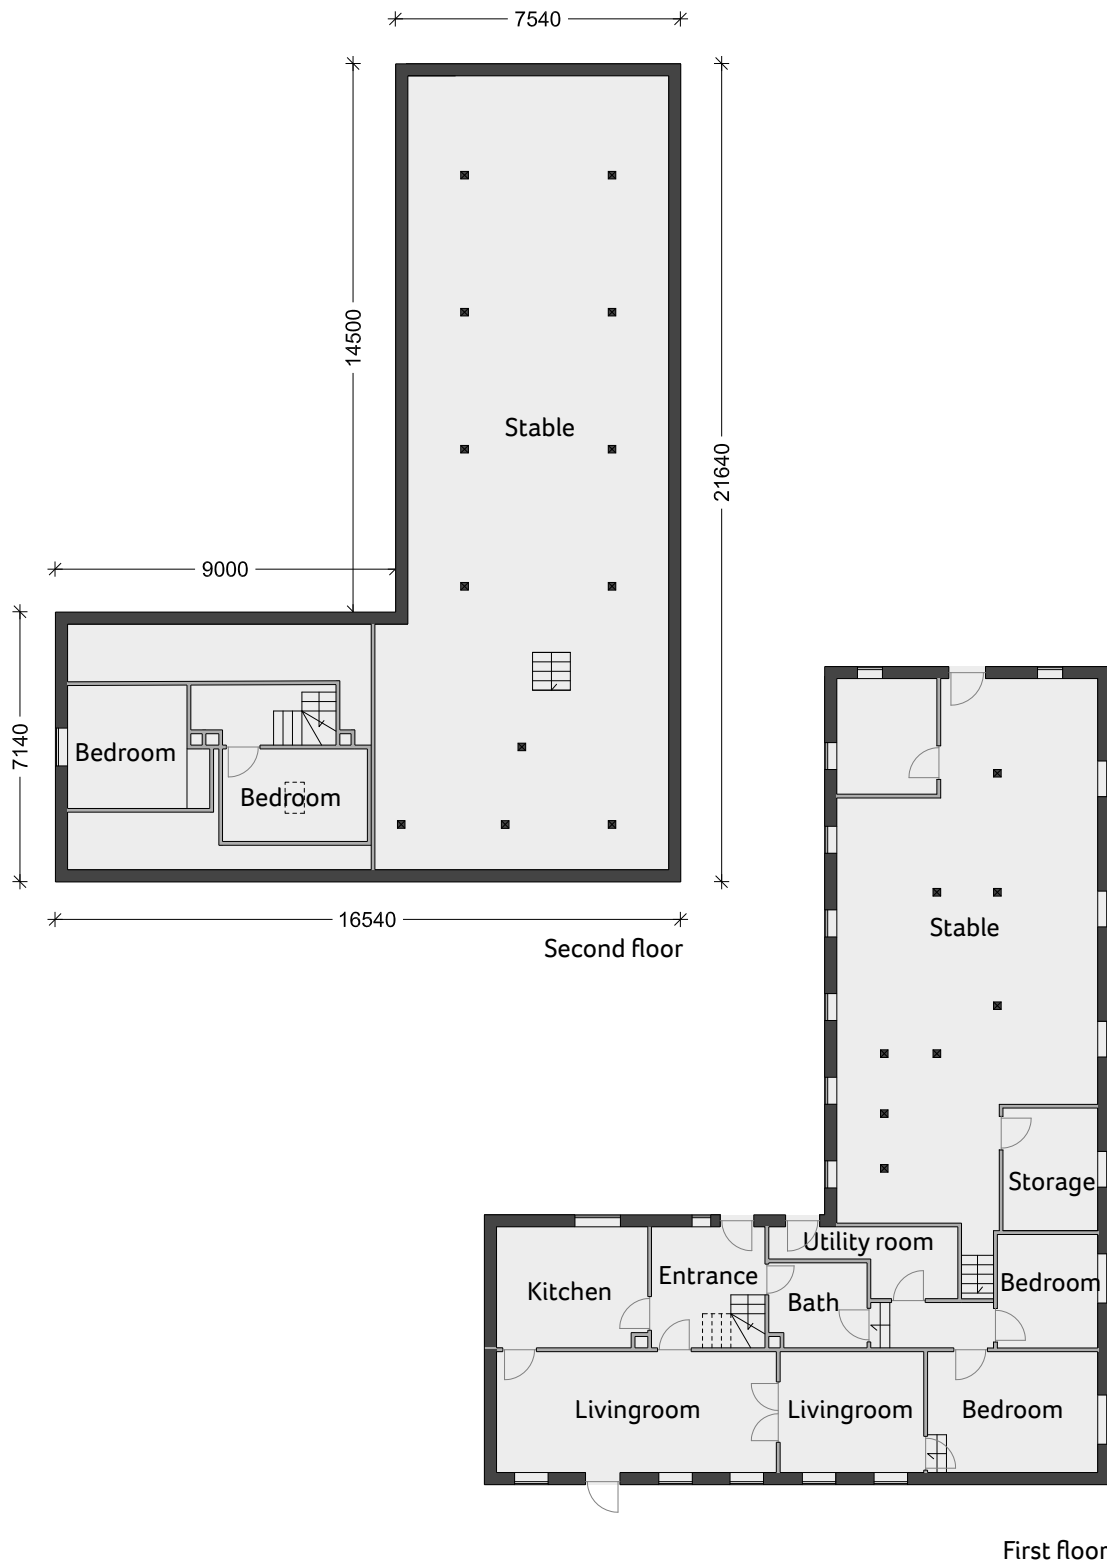 7540
14500
Stable
21640
9000
7140
Bedroom
Bedroom
16540
Second floor
Stable
Storage
Utility room
Kitchen
Entrance
Bath
Bedroom
Livingroom
Livingroom
Bedroom
First floor